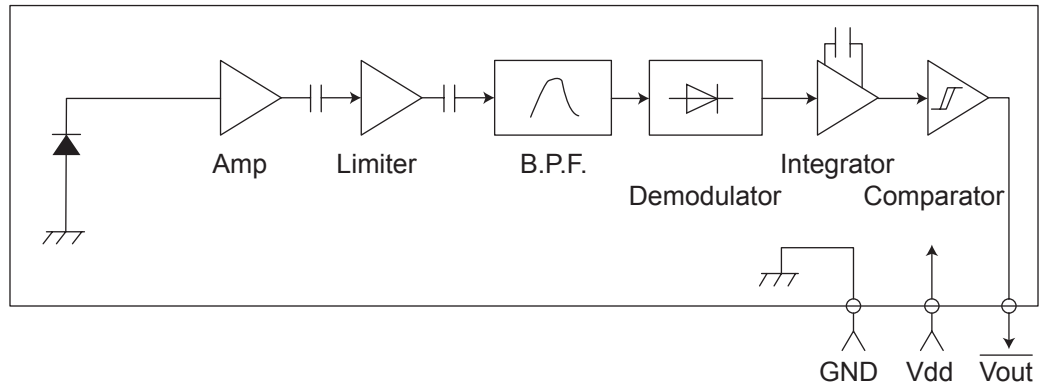 Amp
Limiter
B.P.F.
Integrator
Demodulator
Comparator
GND
Vdd
Vout